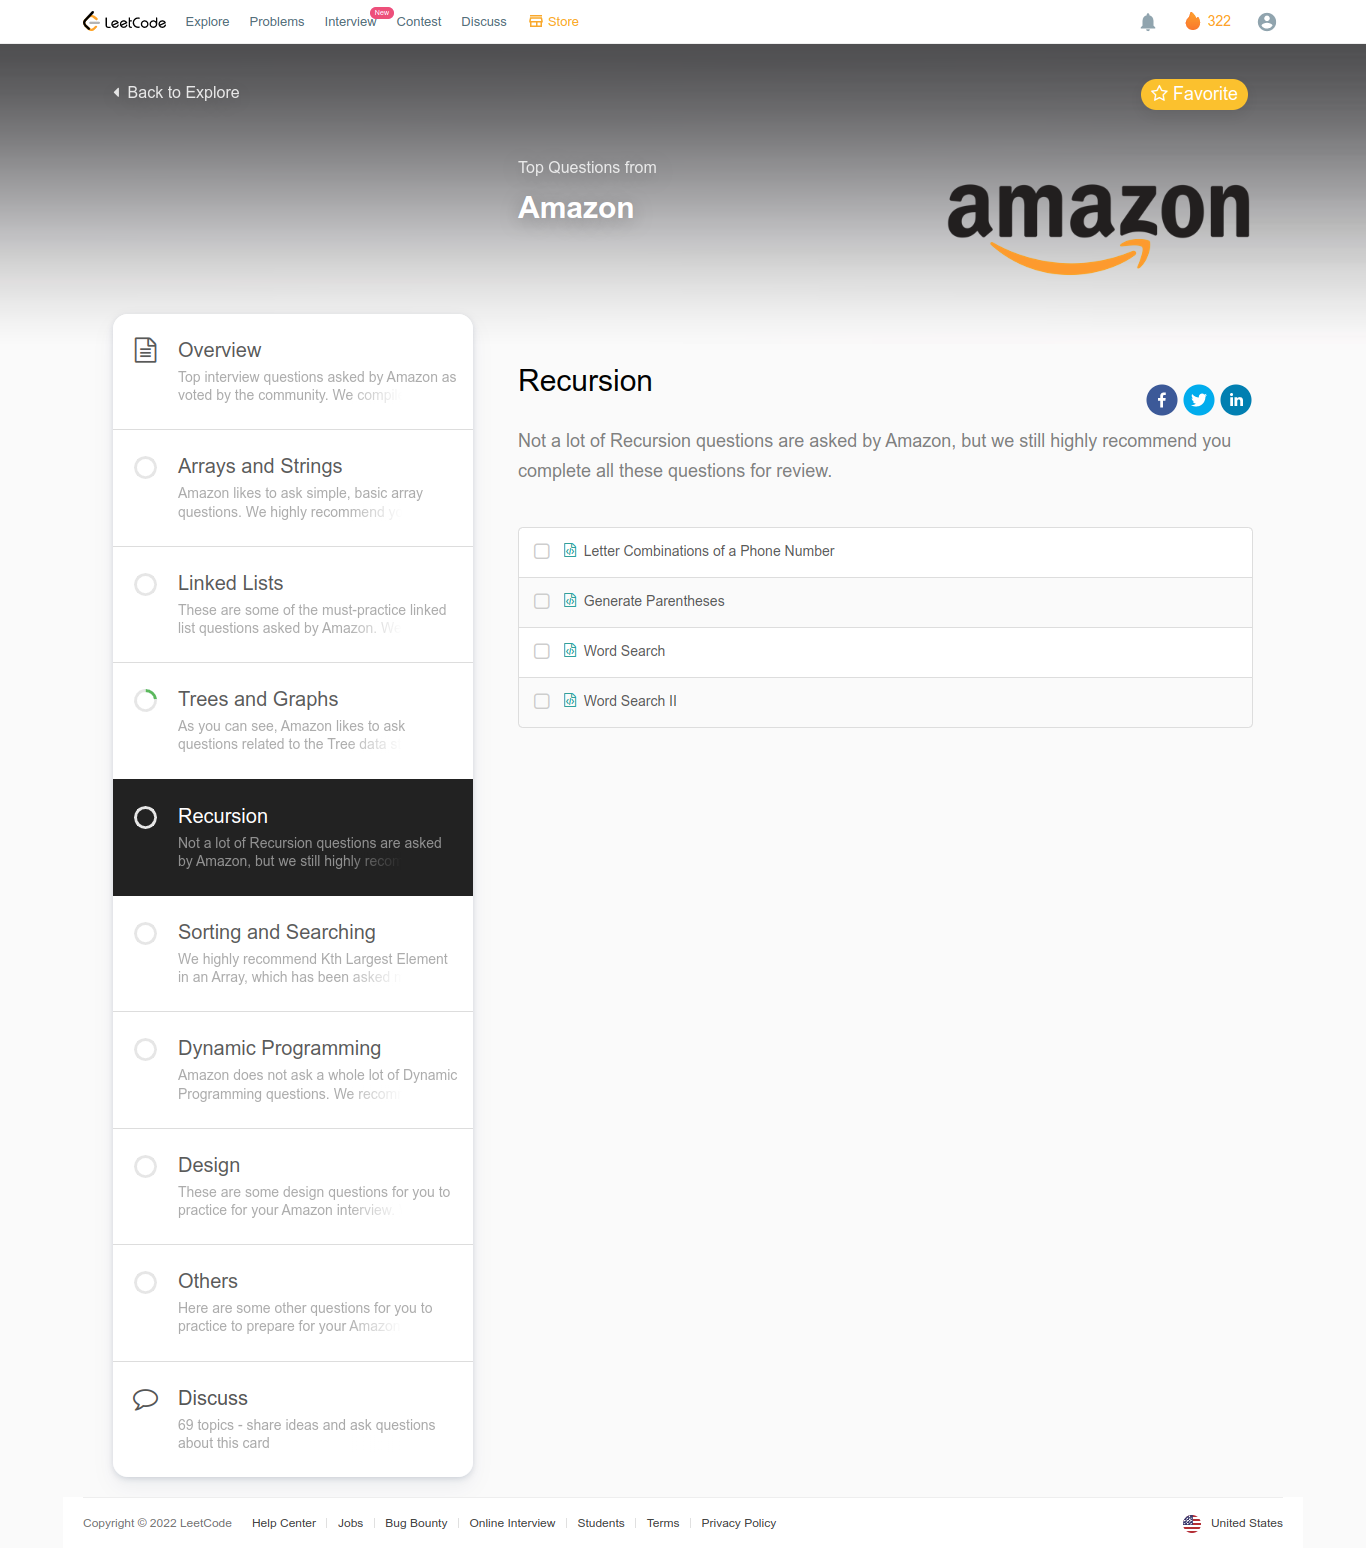 LeetCode Explore Problems Interview New Contest Discuss Store 322
Back to Explore
Favorite
Top Questions from
Amazon
amazon
Overview
Top interview questions asked by Amazon as
voted by the community. We compi
Arrays and Strings
Amazon likes to ask simple, basic array
questions. We highly recommend y
Linked Lists
These are some of the must-practice linked
list questions asked by Amazon. We
Trees and Graphs
As you can see, Amazon likes to ask
questions related to the Tree data s
Recursion
Not a lot of Recursion questions are asked
by Amazon, but we still highly recon
Sorting and Searching
We highly recommend Kth Largest Element
in an Array, which has been asked
Dynamic Programming
Amazon does not ask a whole lot of Dynamic
Programming questions. We recom
Design
These are some design questions for you to
practice for your Amazon interview.
Others
Here are some other questions for you to
practice to prepare for your Amazon
Discuss
69 topics - share ideas and ask questions
about this card
Recursion
Not a lot of Recursion questions are asked by Amazon, but we still highly recommend you
complete all these questions for review.
Letter Combinations of a Phone Number
Generate Parentheses
Word Search
Word Search II
Copyright © 2022 LeetCode Help Center Jobs Bug Bounty Online Interview Students Terms Privacy Policy United States